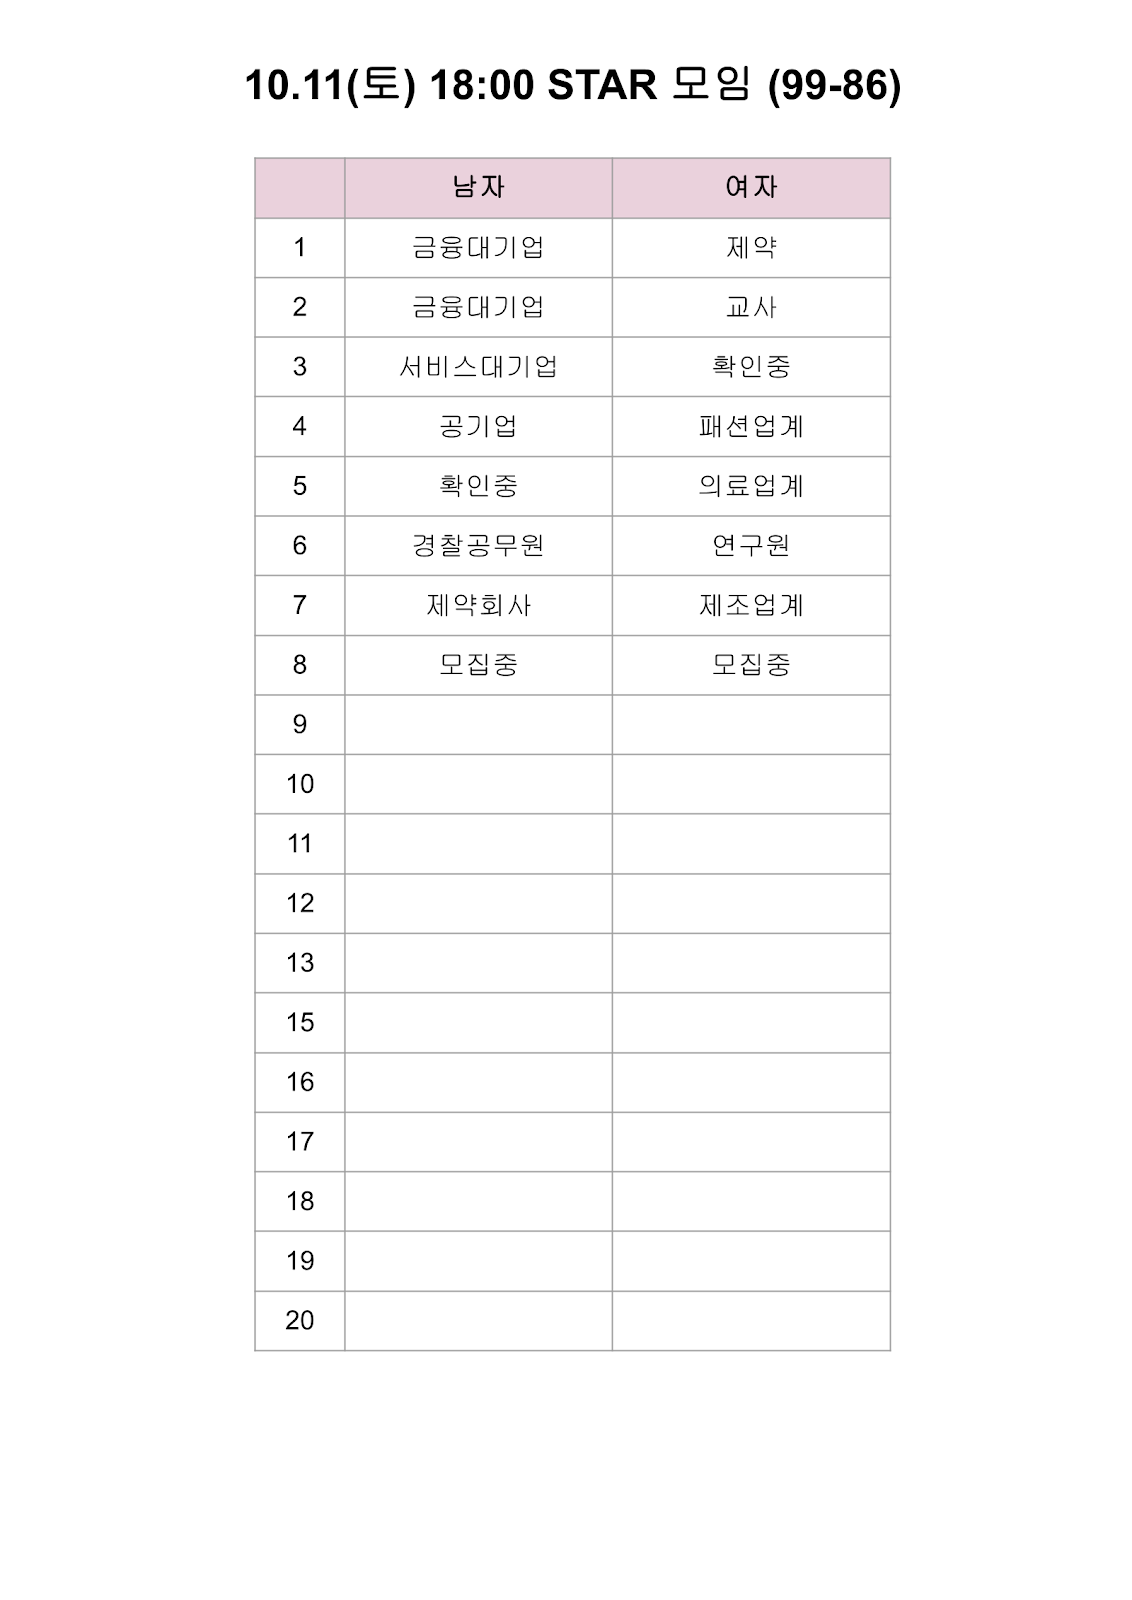 10.11(토) 18:00 STAR 모임 (99-86)
남자 여자
1 금융대기업 제약
2 금융대기업 교사
3 서비스대기업 확인중
4 공기업 패션업계
5 확인중 의료업계
6 경찰공무원 연구원
7 제약회사 제조업계
8 모집중 모집중
9
10
11
12
13
15
16
17
18
19
20